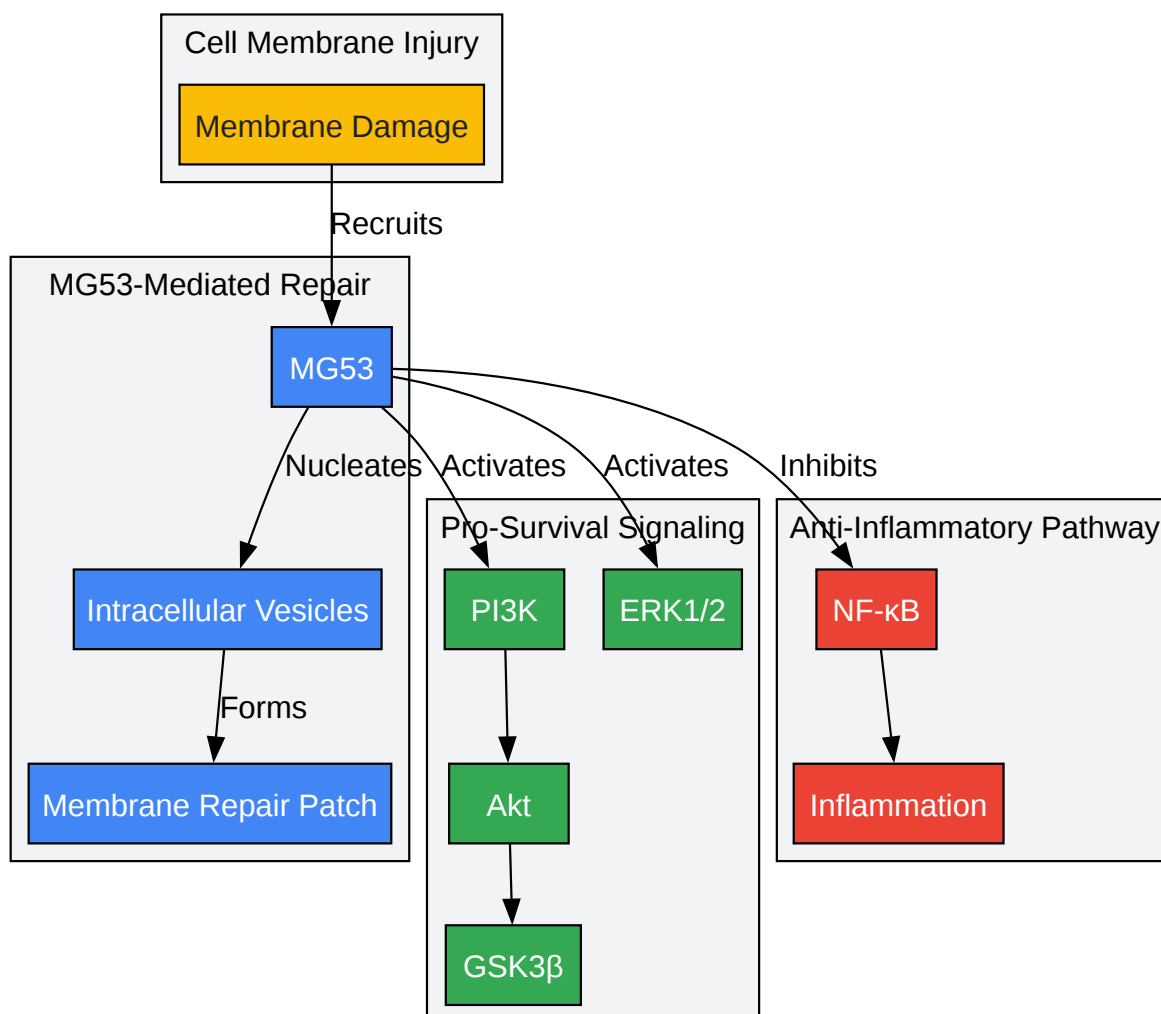 Cell Membrane Injury
Membrane Damage
Recruits
MG53-Mediated Repair
MG53
Nucleates
Activates
Activates
Inhibits
Pro-Survival Signaling
Anti-Inflammatory Pathway
Intracellular Vesicles
PI3K
ERK1/2
NF-κB
Forms
Membrane Repair Patch
Akt
Inflammation
GSK3β